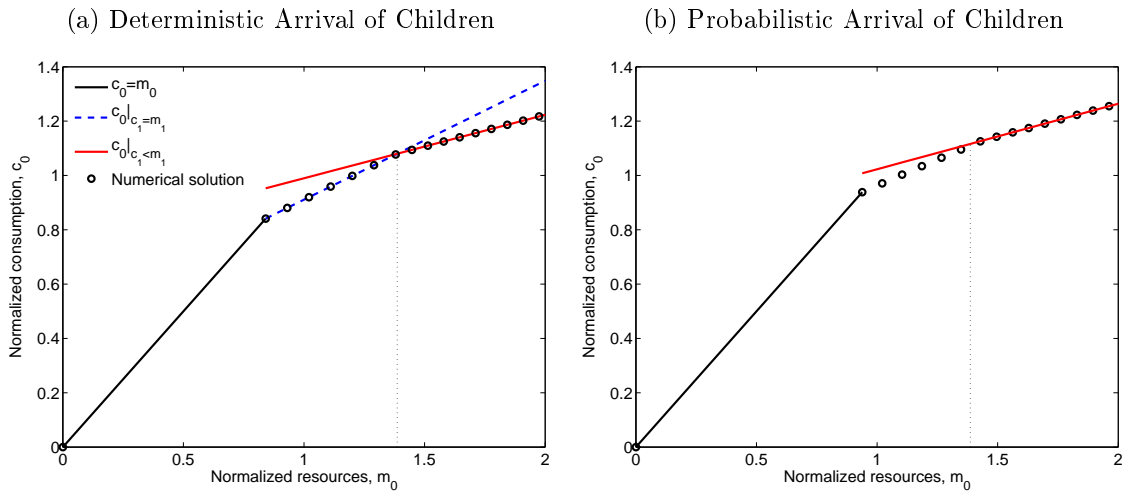 (a) Deterministic Arrival of Children
(b) Probabilistic Arrival of Children
1.4
1.2
1
0.8
0.6
0.4
0.2
0
Normalized consumption, c₀
c₀=m₀
c₀|c₁=m₁
c₀|c₁<m₁
Numerical solution
0 0.5 1 1.5 2
Normalized resources, m₀
1.4
1.2
1
0.8
0.6
0.4
0.2
0
Normalized consumption, c₀
0 0.5 1 1.5 2
Normalized resources, m₀